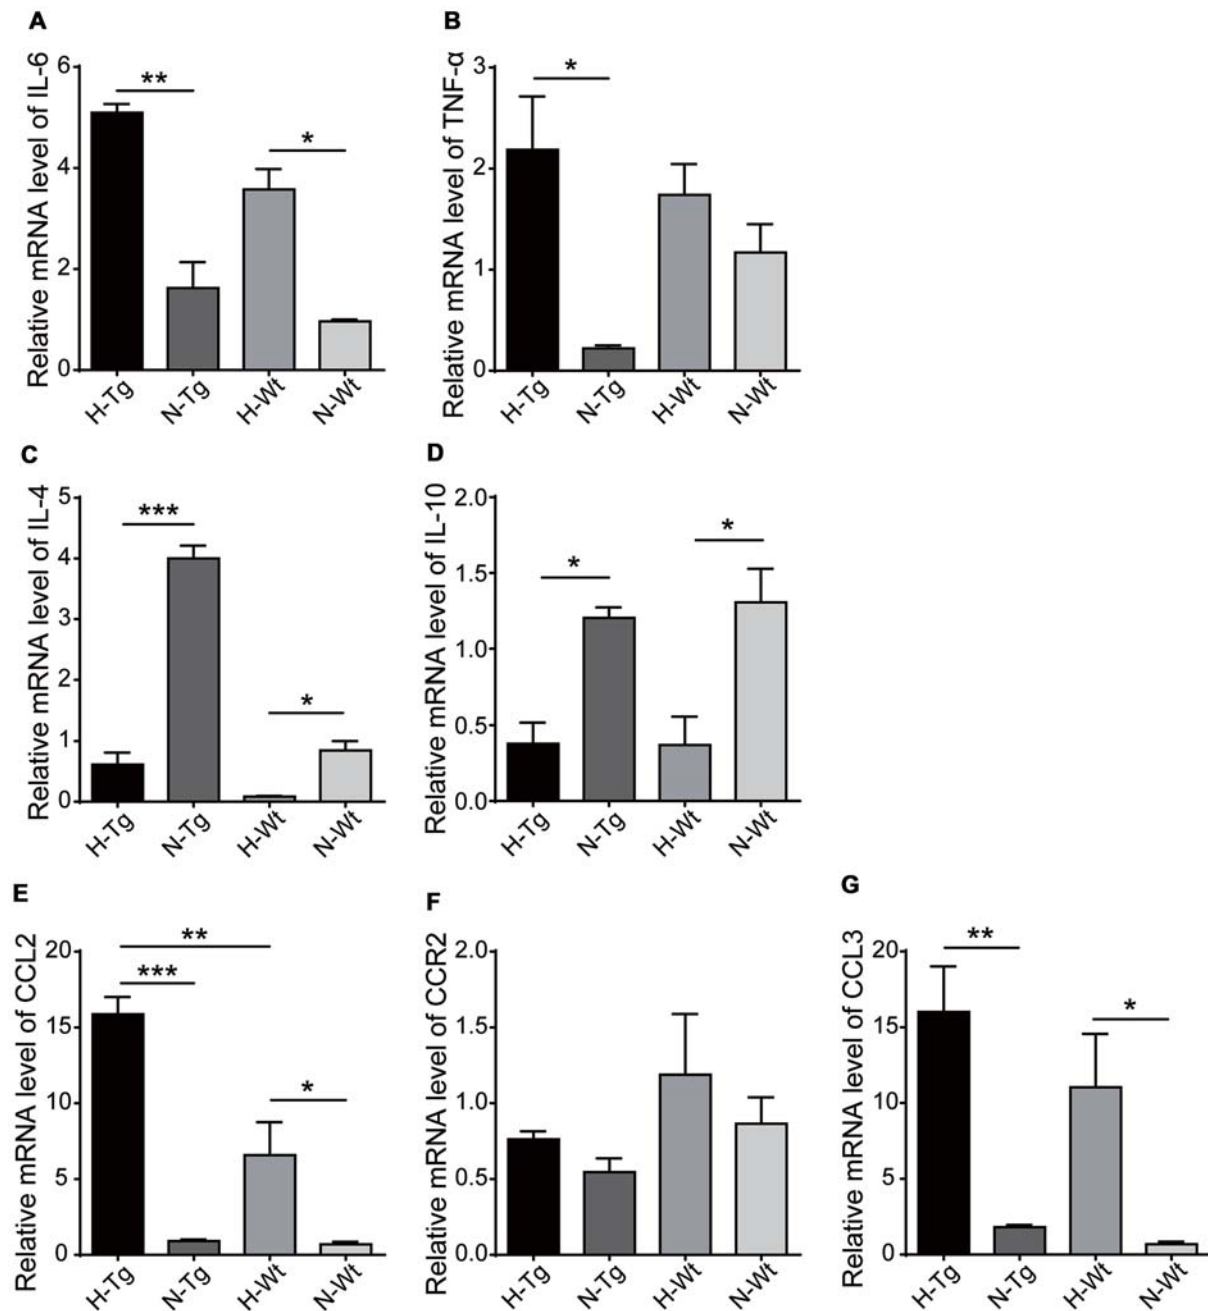 A
Relative mRNA level of IL-6
6
4
2
0
**
*
H-Tg
N-Tg
H-Wt
N-Wt
B
Relative mRNA level of TNF-α
3
2
1
0
*
H-Tg
N-Tg
H-Wt
N-Wt
C
Relative mRNA level of IL-4
5
4
3
2
1
0
***
*
H-Tg
N-Tg
H-Wt
N-Wt
D
Relative mRNA level of IL-10
2.0
1.5
1.0
0.5
0.0
*
*
H-Tg
N-Tg
H-Wt
N-Wt
E
Relative mRNA level of CCL2
20
15
10
5
0
**
***
*
H-Tg
N-Tg
H-Wt
N-Wt
F
Relative mRNA level of CCR2
2.0
1.5
1.0
0.5
0.0
H-Tg
N-Tg
H-Wt
N-Wt
G
Relative mRNA level of CCL3
20
15
10
5
0
**
*
H-Tg
N-Tg
H-Wt
N-Wt